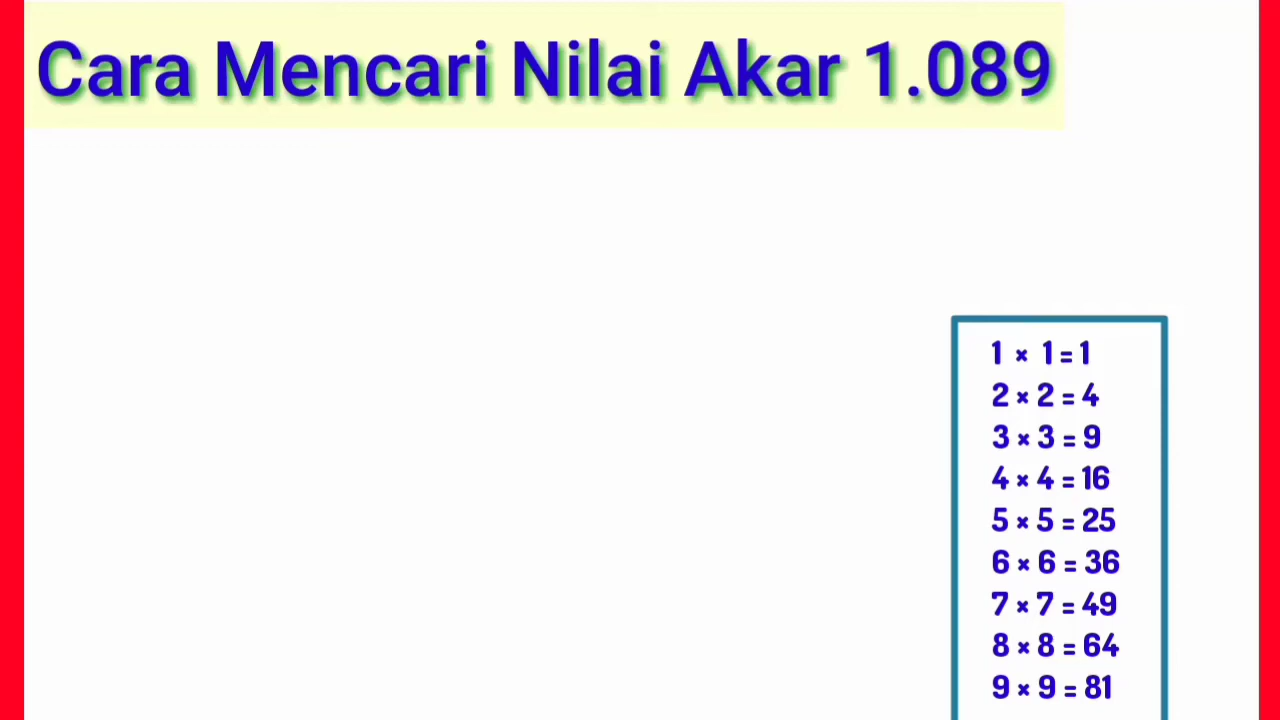 Cara Mencari Nilai Akar 1.089
1 × 1 = 1
2 × 2 = 4
3 × 3 = 9
4 × 4 = 16
5 × 5 = 25
6 × 6 = 36
7 × 7 = 49
8 × 8 = 64
9 × 9 = 81